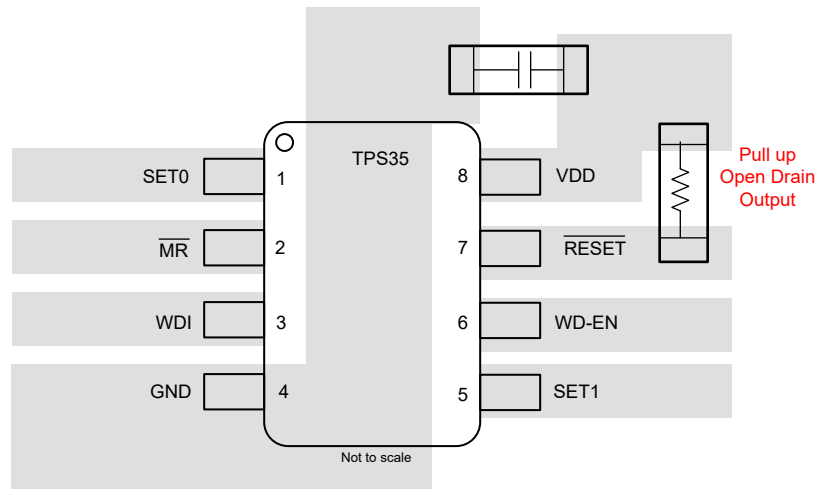 TPS35
SET0
1
8
VDD
Pull up
Open Drain
Output
MR
2
7
RESET
WDI
3
6
WD-EN
GND
4
5
SET1
Not to scale